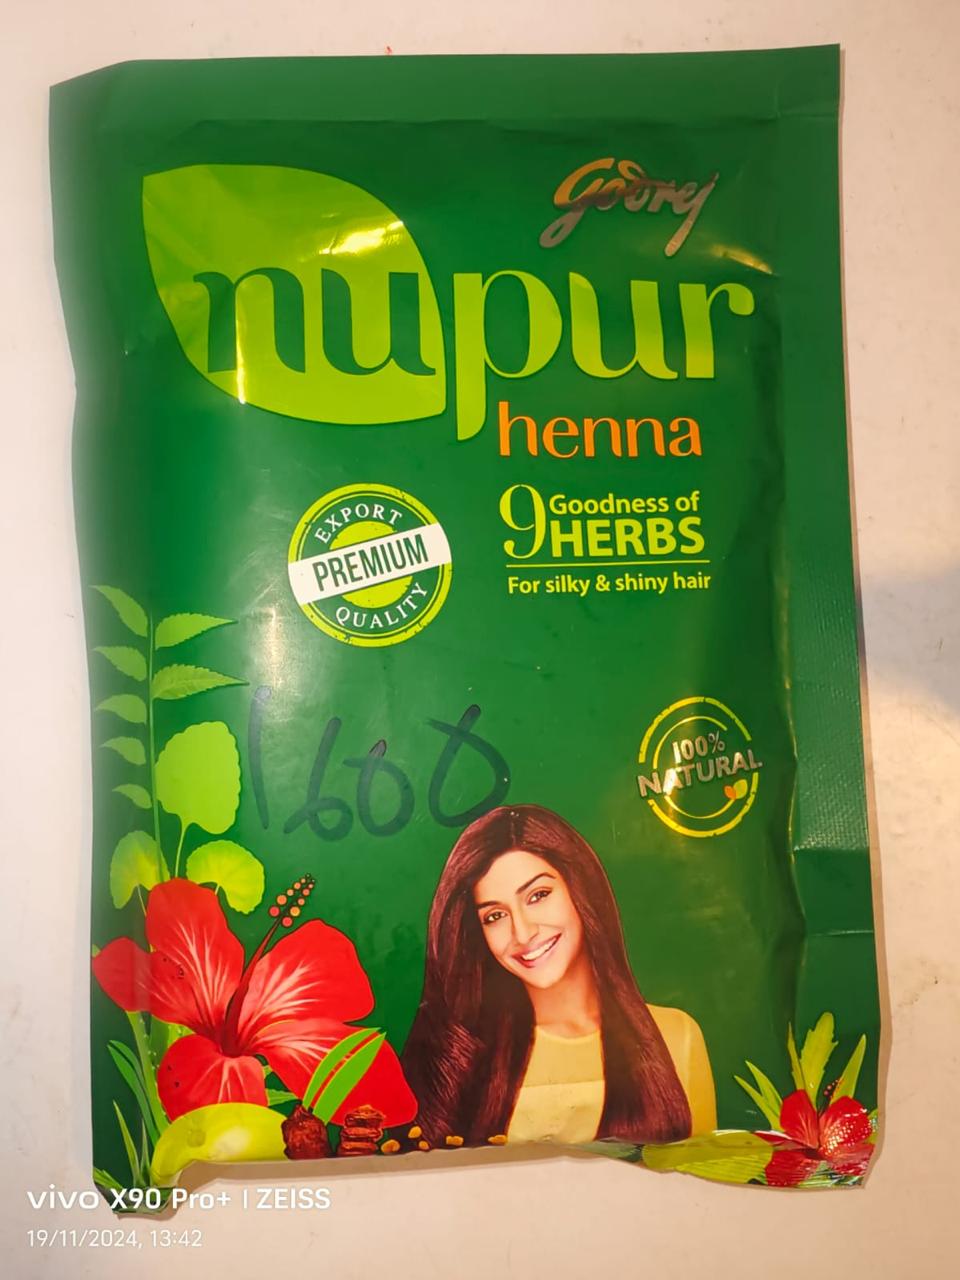 Godrej
nupur
henna
EXPORT
PREMIUM
QUALITY
9 Goodness of
HERBS
For silky & shiny hair
1600
100%
NATURAL
vivo X90 Pro+ | ZEISS
19/11/2024, 13:42